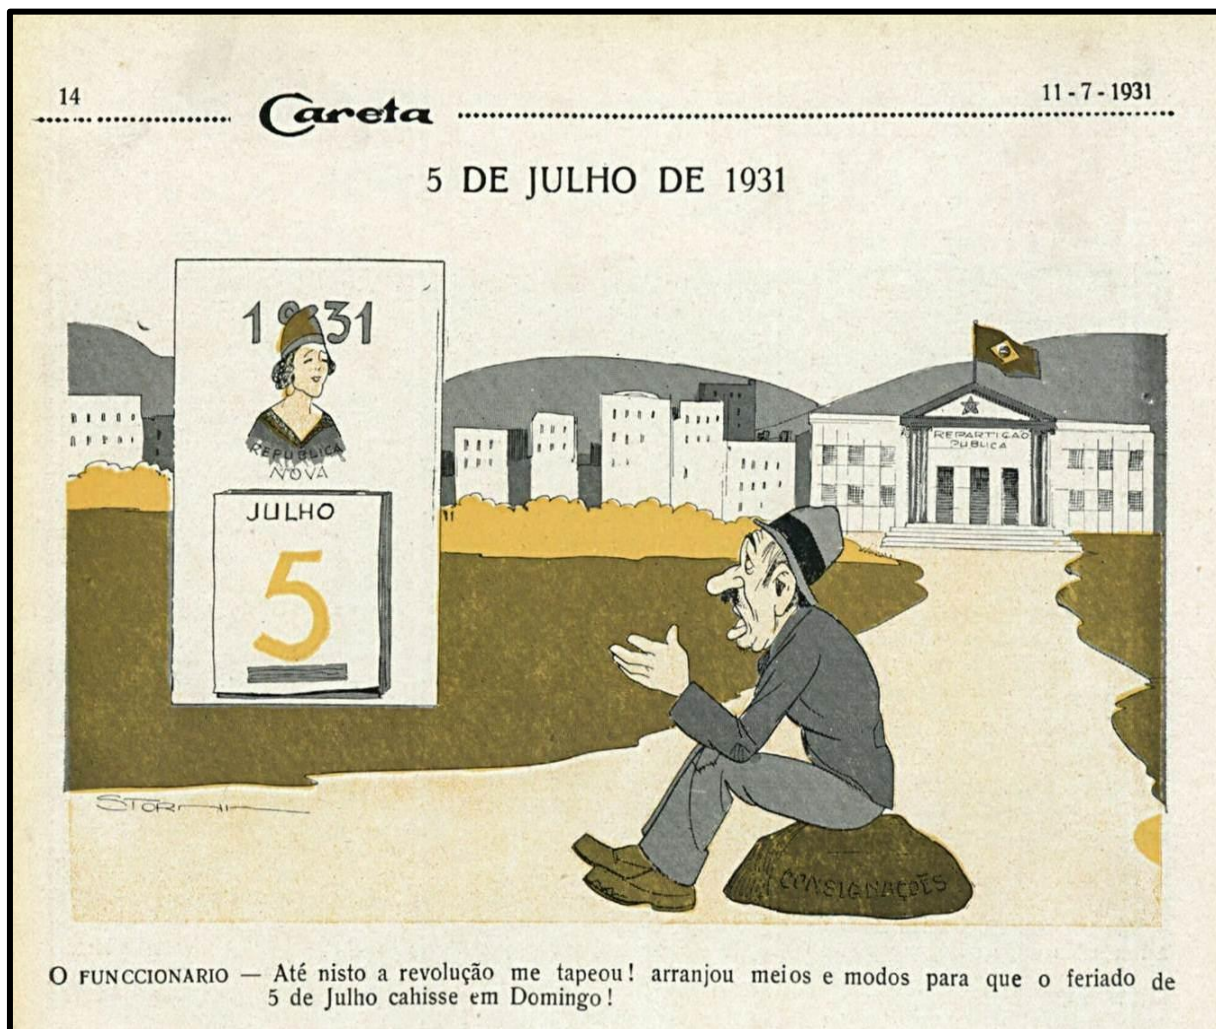 14
Careta
11-7-1931
5 DE JULHO DE 1931
1931
REPUBLICA
NOVA
JULHO
5
REPARTIÇÃO
PUBLICA
STORNI
CONSIGNAÇÕES
O FUNCCIONARIO — Até nisto a revolução me tapeou! arranjou meios e modos para que o feriado de
5 de Julho cahisse em Domingo!